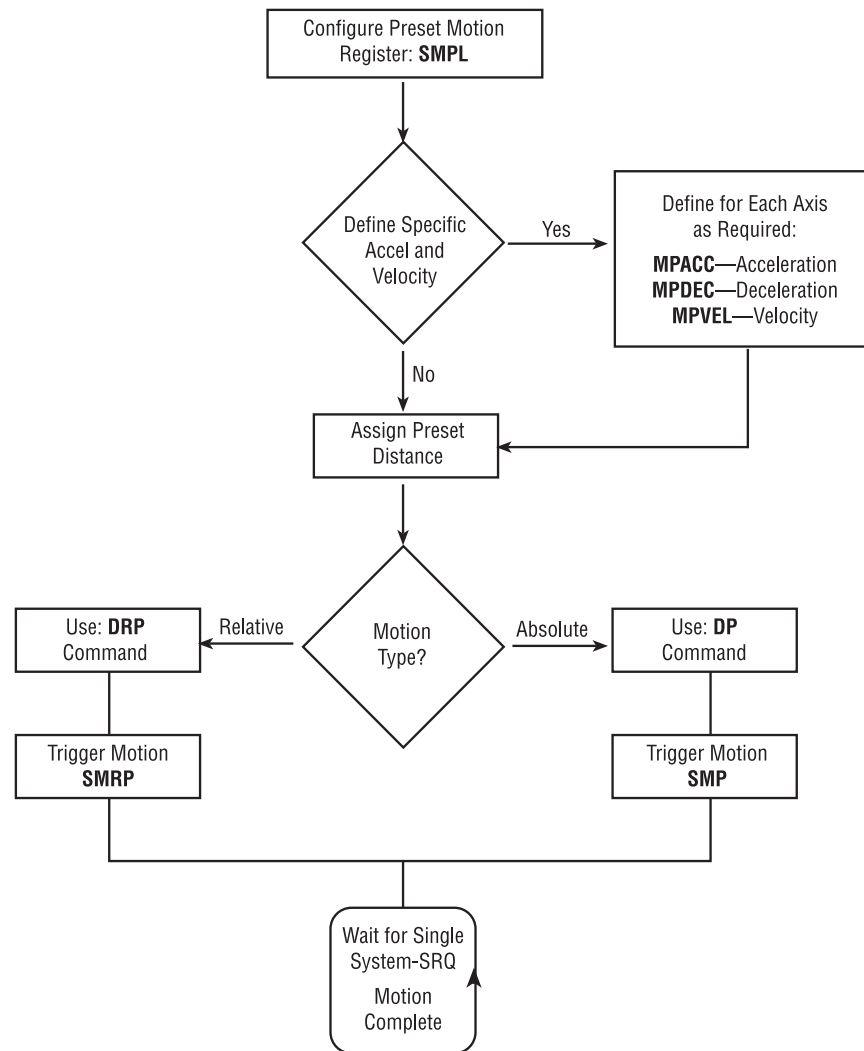 Configure Preset Motion
Register: SMPL
Define Specific
Accel and
Velocity
Yes
Define for Each Axis
as Required:
MPACC—Acceleration
MPDEC—Deceleration
MPVEL—Velocity
No
Assign Preset
Distance
Motion
Type?
Relative
Use: DRP
Command
Trigger Motion
SMRP
Absolute
Use: DP
Command
Trigger Motion
SMP
Wait for Single
System-SRQ
Motion
Complete